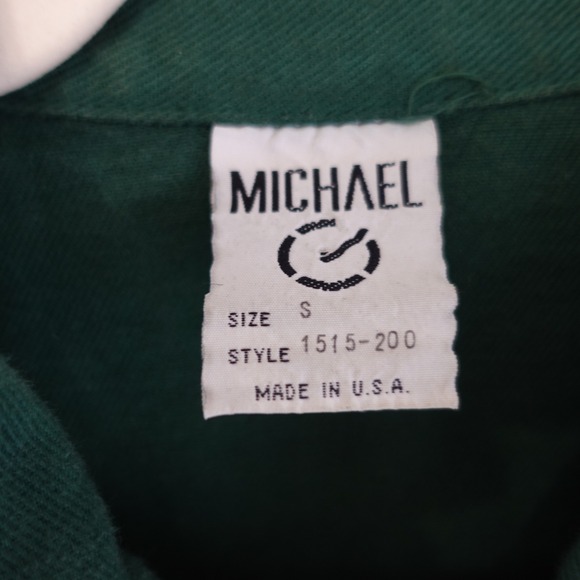 MICHAEL
SIZE S
STYLE 1515-200
MADE IN U.S.A.